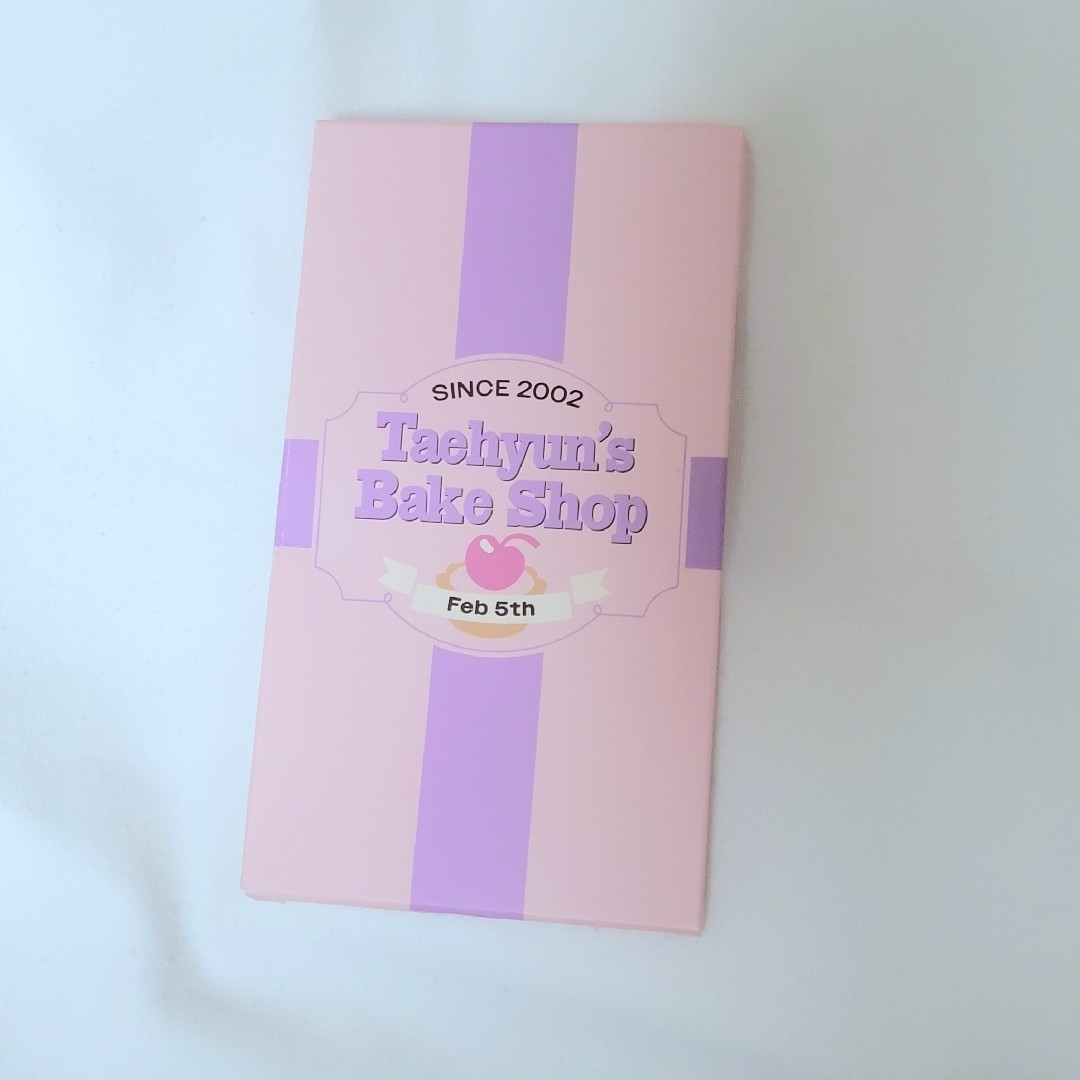 SINCE 2002
Taehyun's
Bake Shop
Feb 5th